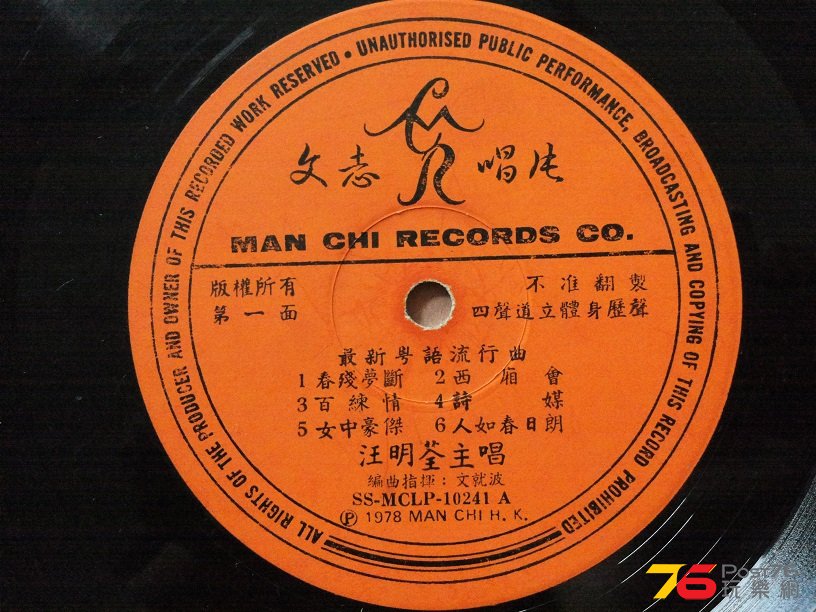 ALL RIGHTS OF THE PRODUCER AND OWNER OF THIS RECORDED WORK RESERVED • UNAUTHORISED PUBLIC PERFORMANCE, BROADCASTING AND COPYING OF THIS RECORD PROHIBITED
文志 唱片
MAN CHI RECORDS CO.
版權所有 不准翻製
第一面 四聲道立體身歷聲
最新粵語流行曲
1春殘夢斷 2西廂會
3百練情 4詩媒
5女中豪傑 6人如春日朗
汪明荃主唱
編曲指揮：文就波
SS-MCLP-10241 A
Ⓟ 1978 MAN CHI H. K.
76 Post76
玩樂網